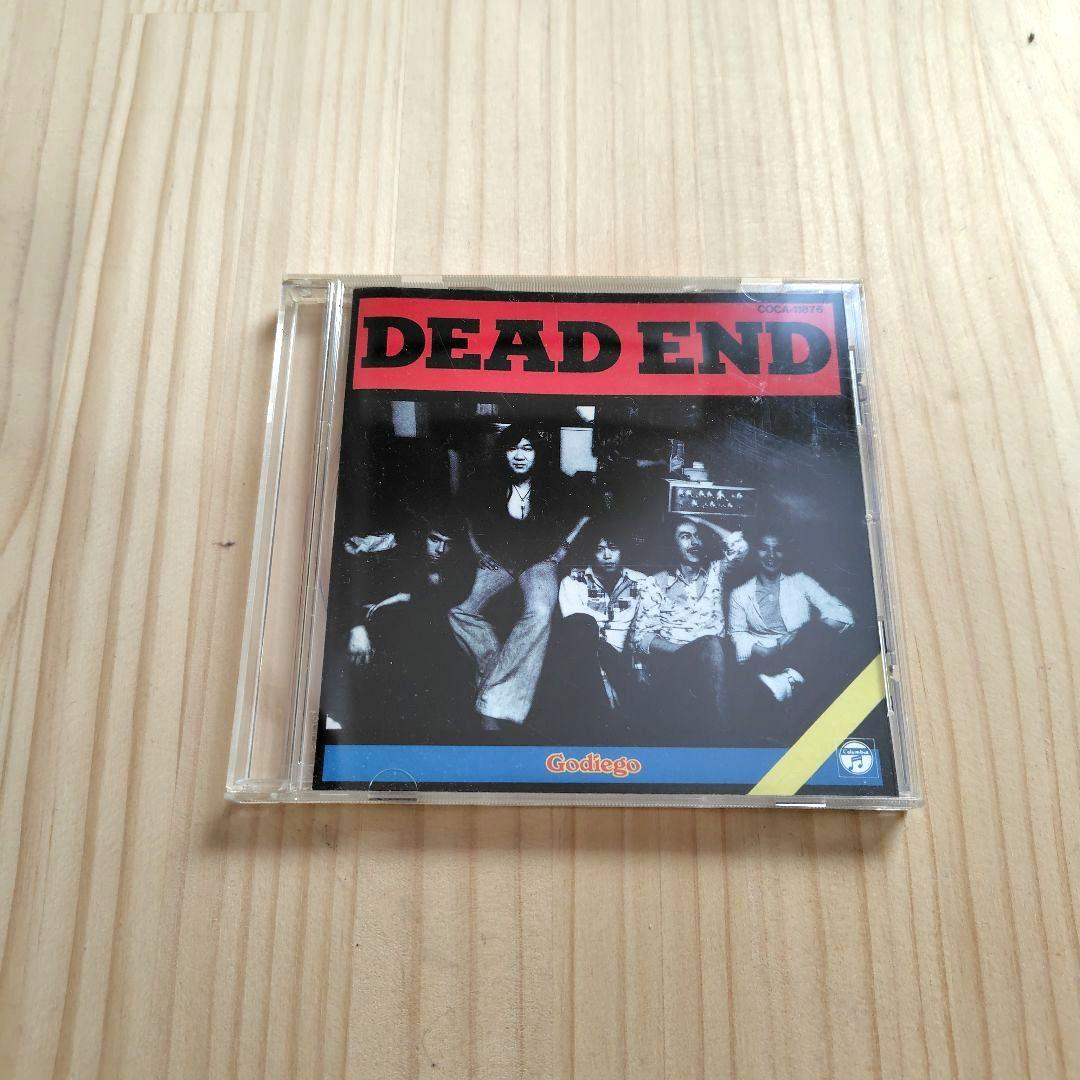 COCA-11876
DEAD END
Godiego
Columbia